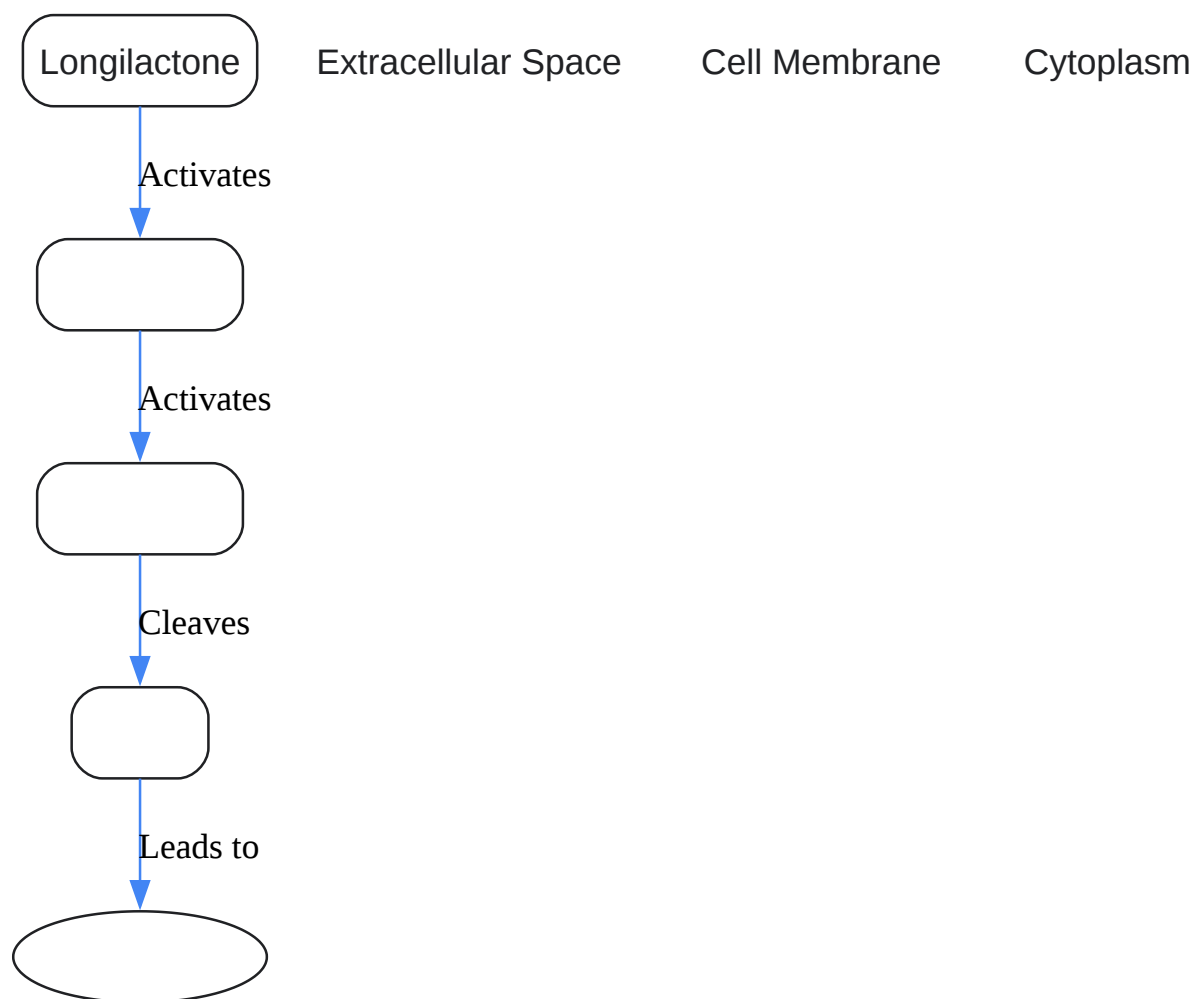 Longilactone
Extracellular Space
Cell Membrane
Cytoplasm
Activates
Activates
Cleaves
Leads to